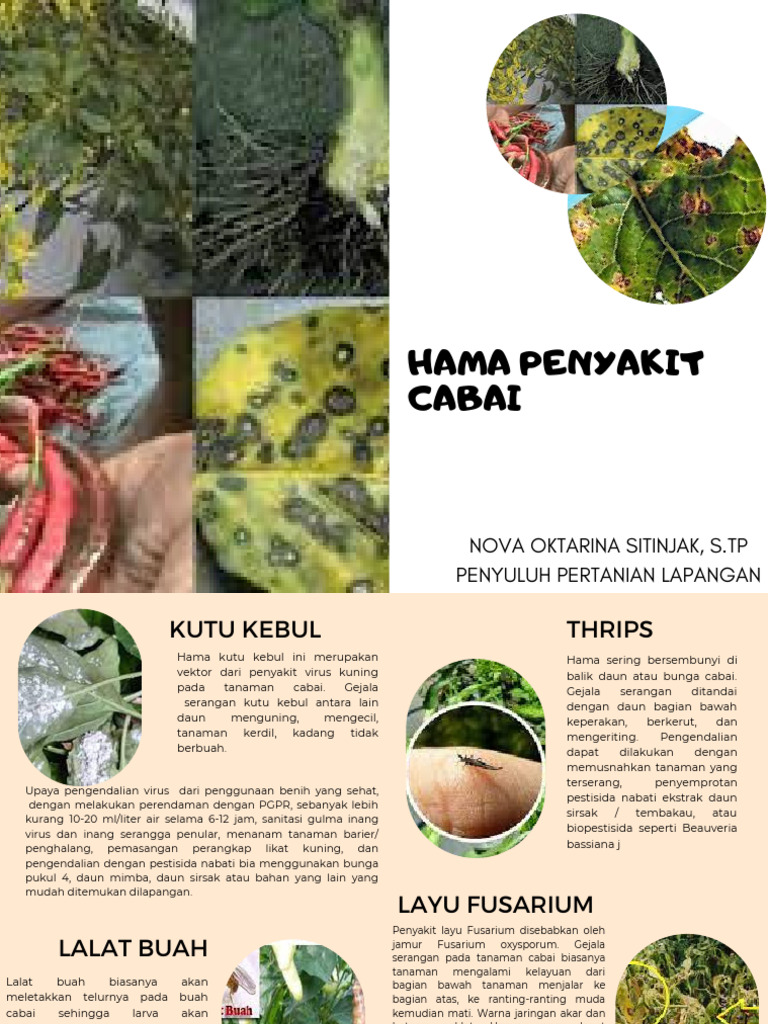 HAMA PENYAKIT
CABAI
NOVA OKTARINA SITINJAK, S.TP
PENYULUH PERTANIAN LAPANGAN
KUTU KEBUL
Hama kutu kebul ini merupakan
vektor dari penyakit virus kuning
pada tanaman cabai. Gejala
serangan kutu kebul antara lain
daun menguning, mengecil,
tanaman kerdil, kadang tidak
berbuah.
Upaya pengendalian virus dari penggunaan benih yang sehat,
dengan melakukan perendaman dengan PGPR, sebanyak lebih
kurang 10-20 ml/liter air selama 6-12 jam, sanitasi gulma inang
virus dan inang serangga penular, menanam tanaman barier/
penghalang, pemasangan perangkap likat kuning, dan
pengendalian dengan pestisida nabati bia menggunakan bunga
pukul 4, daun mimba, daun sirsak atau bahan yang lain yang
mudah ditemukan dilapangan.
THRIPS
Hama sering bersembunyi di
balik daun atau bunga cabai.
Gejala serangan ditandai
dengan daun bagian bawah
keperakan, berkerut, dan
mengeriting. Pengendalian
dapat dilakukan dengan
memusnahkan tanaman yang
terserang, penyemprotan
pestisida nabati ekstrak daun
sirsak / tembakau, atau
biopestisida seperti Beauveria
bassiana j
LALAT BUAH
Lalat buah biasanya akan
meletakkan telurnya pada buah
cabai sehingga larva akan
Buah
LAYU FUSARIUM
Penyakit layu Fusarium disebabkan oleh
jamur Fusarium oxysporum. Gejala
serangan pada tanaman cabai biasanya
tanaman mengalami kelayuan dari
bagian bawah tanaman menjalar ke
bagian atas, ke ranting-ranting muda
kemudian mati. Warna jaringan akar dan